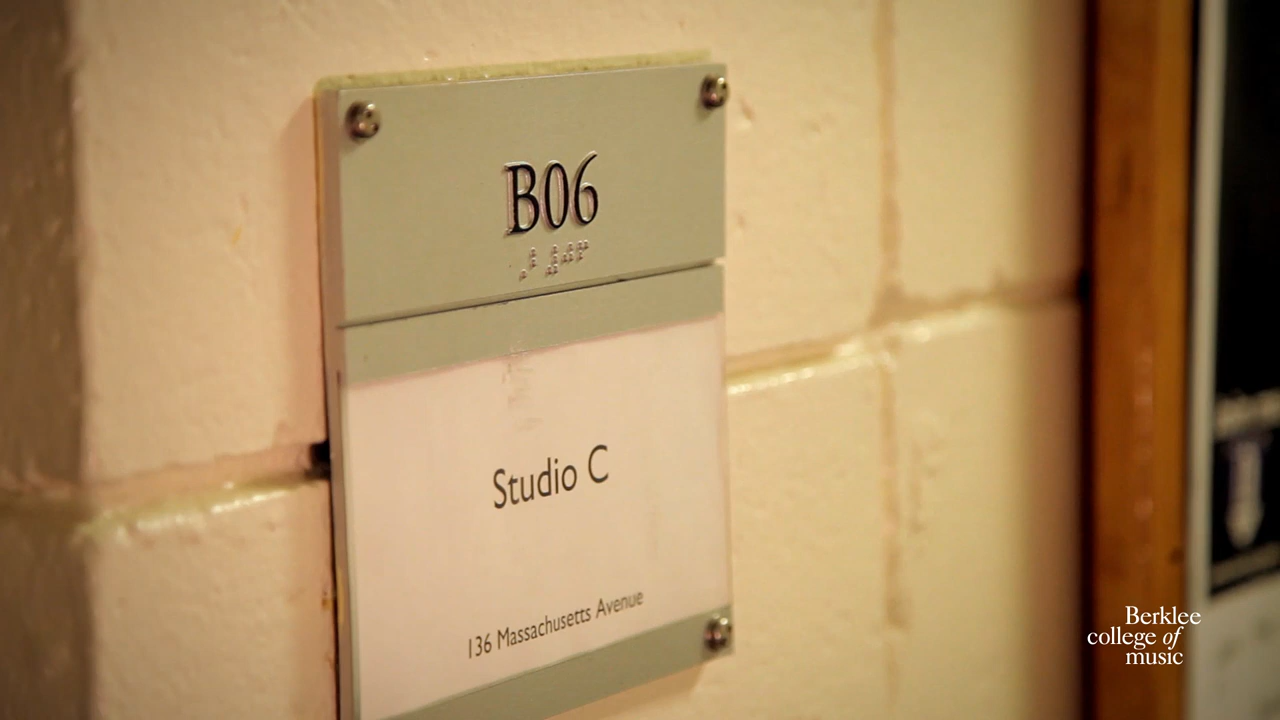 B06
Studio C
136 Massachusetts Avenue
Berklee
college of
music